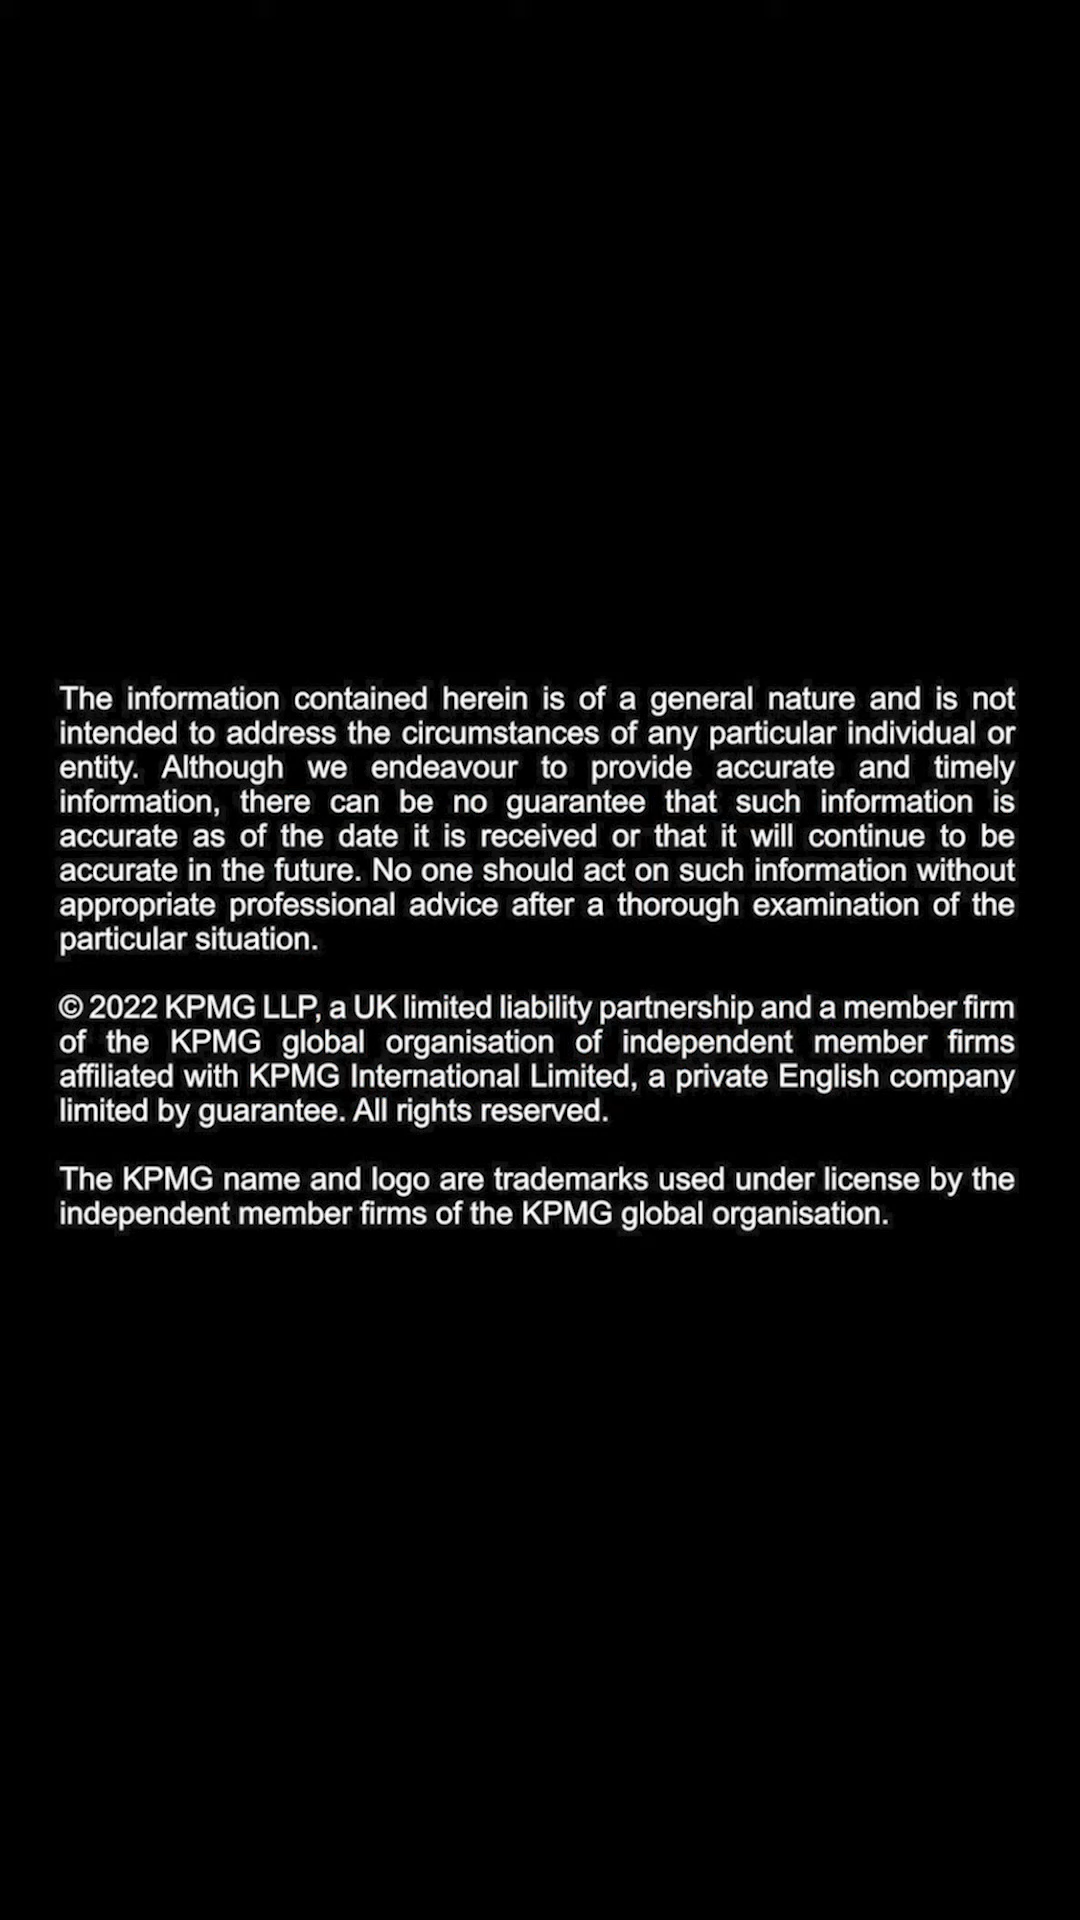 The information contained herein is of a general nature and is not
intended to address the circumstances of any particular individual or
entity. Although we endeavour to provide accurate and timely
information, there can be no guarantee that such information is
accurate as of the date it is received or that it will continue to be
accurate in the future. No one should act on such information without
appropriate professional advice after a thorough examination of the
particular situation.
© 2022 KPMG LLP, a UK limited liability partnership and a member firm
of the KPMG global organisation of independent member firms
affiliated with KPMG International Limited, a private English company
limited by guarantee. All rights reserved.
The KPMG name and logo are trademarks used under license by the
independent member firms of the KPMG global organisation.